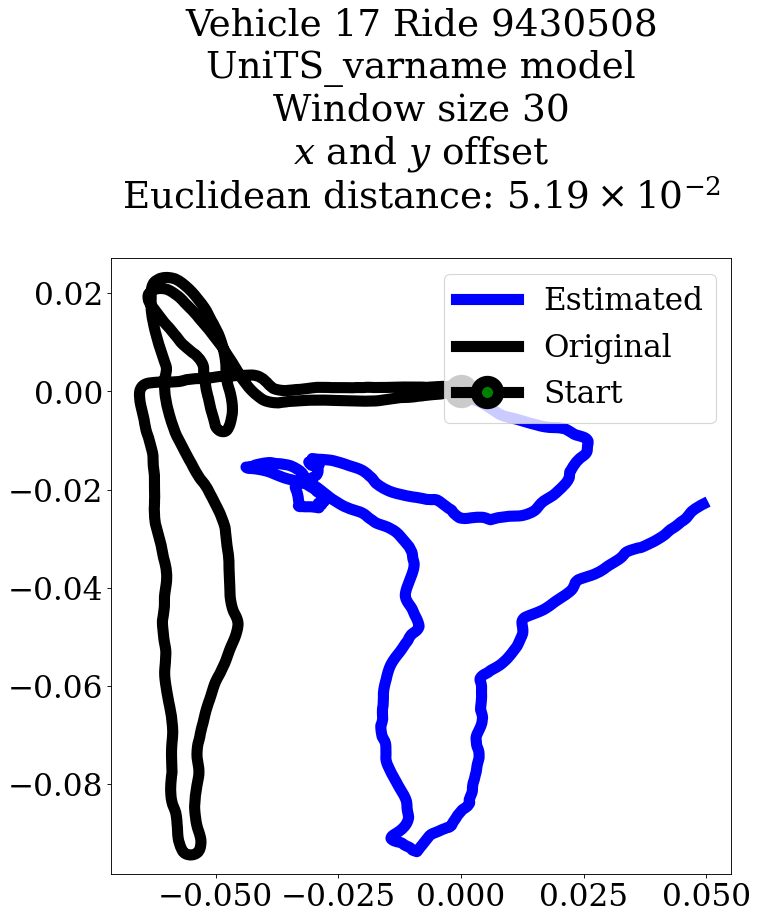 Vehicle 17 Ride 9430508
UniTS_varname model
Window size 30
x and y offset
Euclidean distance: 5.19 × 10⁻²
Estimated
Original
Start
0.02
0.00
−0.02
−0.04
−0.06
−0.08
−0.050 −0.025 0.000 0.025 0.050